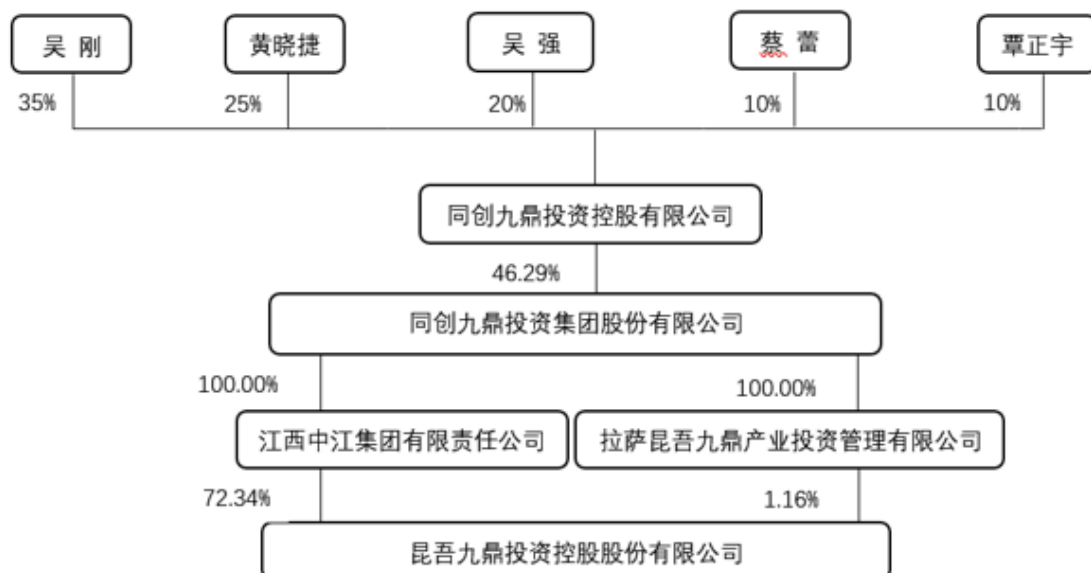 吴 刚
黄晓捷
吴 强
蔡 蕾
覃正宇
35%
25%
20%
10%
10%
同创九鼎投资控股有限公司
46.29%
同创九鼎投资集团股份有限公司
100.00%
100.00%
江西中江集团有限责任公司
拉萨昆吾九鼎产业投资管理有限公司
72.34%
1.16%
昆吾九鼎投资控股股份有限公司